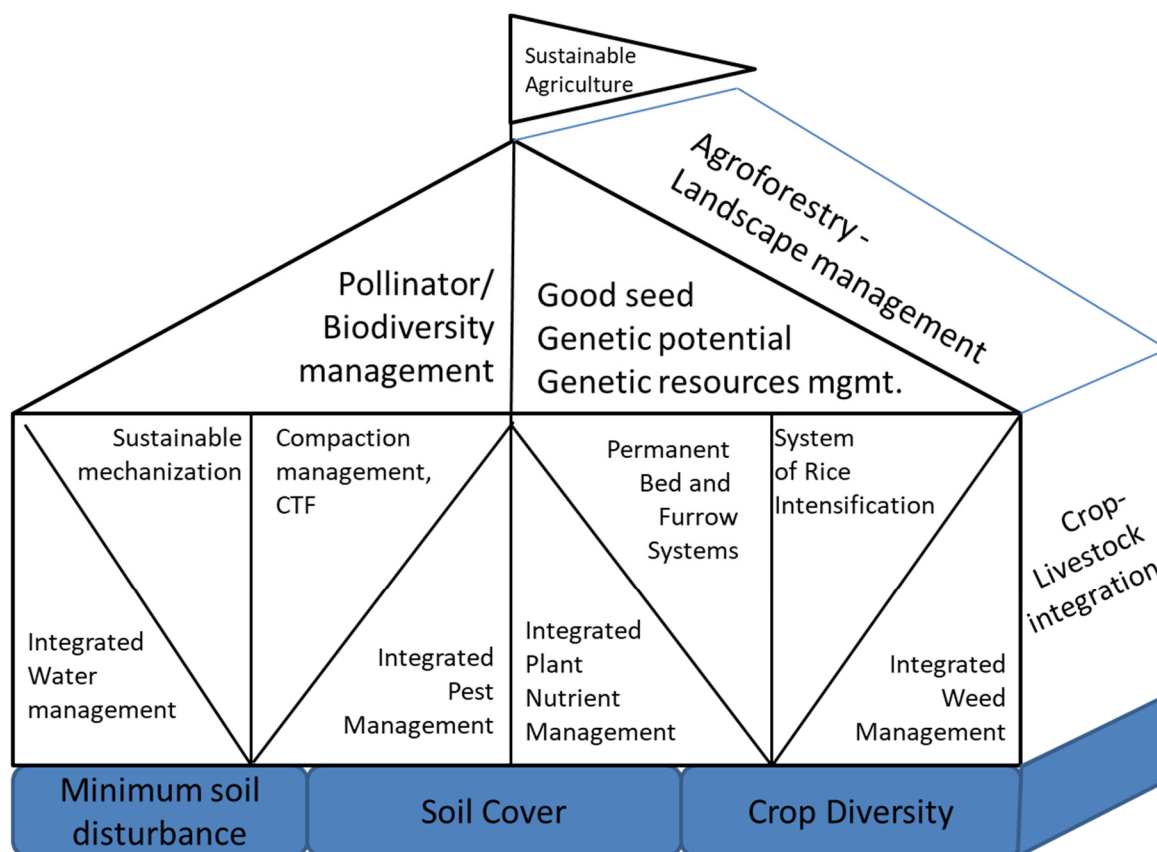 Sustainable
Agriculture
Agroforestry -
Landscape management
Pollinator/
Biodiversity
management
Good seed
Genetic potential
Genetic resources mgmt.
Sustainable
mechanization
Compaction
management,
CTF
Permanent
Bed and
Furrow
Systems
System
of Rice
Intensification
Crop-
Livestock
integration
Integrated
Water
management
Integrated
Pest
Management
Integrated
Plant
Nutrient
Management
Integrated
Weed
Management
Minimum soil
disturbance
Soil Cover
Crop Diversity